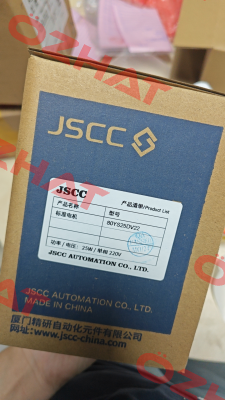 OZHAT
JSCC
JSCC 产品清单/Product List
产品名称 型号
标准电机 80YS25DV22
功率/电压：25W/单相 220V
JSCC AUTOMATION CO., LTD.
JSCC AUTOMATION CO., LTD.
MADE IN CHINA
厦门精研自动化元件有限公司
网址：www.jscc-china.com
OZHAT